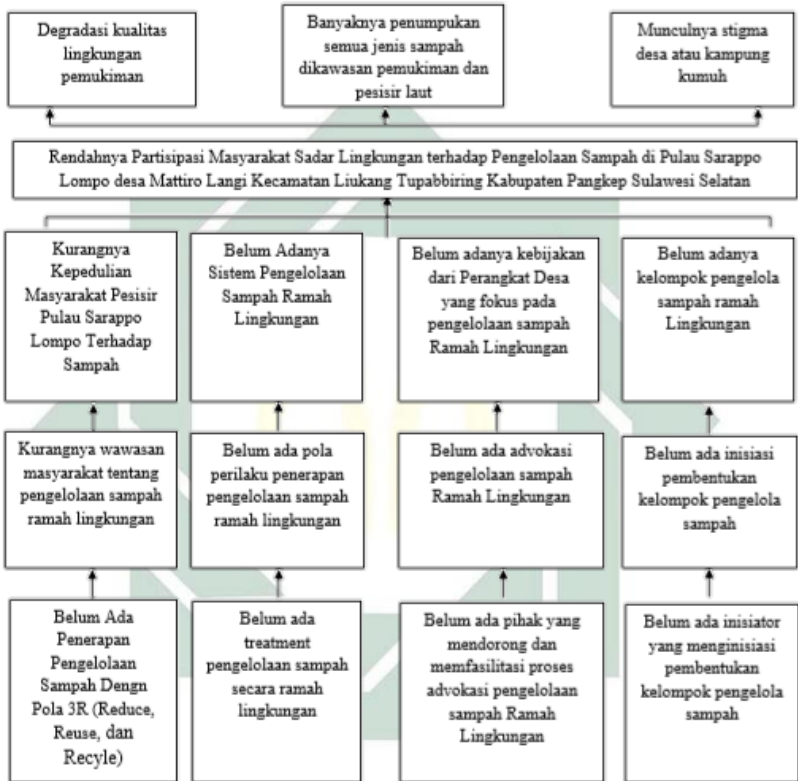 Degradasi kualitas
lingkungan
pemukiman
Banyaknya penumpukan
semua jenis sampah
dikawasan pemukiman dan
pesisir laut
Munculnya stigma
desa atau kampung
kumuh
Rendahnya Partisipasi Masyarakat Sadar Lingkungan terhadap Pengelolaan Sampah di Pulau Sarappo
Lompo desa Mattiro Langi Kecamatan Liukang Tupabbiring Kabupaten Pangkep Sulawesi Selatan
Kurangnya
Kepedulian
Masyarakat Pesisir
Pulau Sarappo
Lompo Terhadap
Sampah
Belum Adanya
Sistem Pengelolaan
Sampah Ramah
Lingkungan
Belum adanya kebijakan
dari Perangkat Desa
yang fokus pada
pengelolaan sampah
Ramah Lingkungan
Belum adanya
kelompok pengelola
sampah ramah
Lingkungan
Kurangnya wawasan
masyarakat tentang
pengelolaan sampah
ramah lingkungan
Belum ada pola
perilaku penerapan
pengelolaan sampah
ramah lingkungan
Belum ada advokasi
pengelolaan sampah
Ramah Lingkungan
Belum ada inisiasi
pembentukan
kelompok pengelola
sampah
Belum Ada
Penerapan
Pengelolaan
Sampah Dengn
Pola 3R (Reduce,
Reuse, dan
Recyle)
Belum ada
treatment
pengelolaan sampah
secara ramah
lingkungan
Belum ada pihak yang
mendorong dan
memfasilitasi proses
advokasi pengelolaan
sampah Ramah
Lingkungan
Belum ada inisiator
yang menginisiasi
pembentukan
kelompok pengelola
sampah